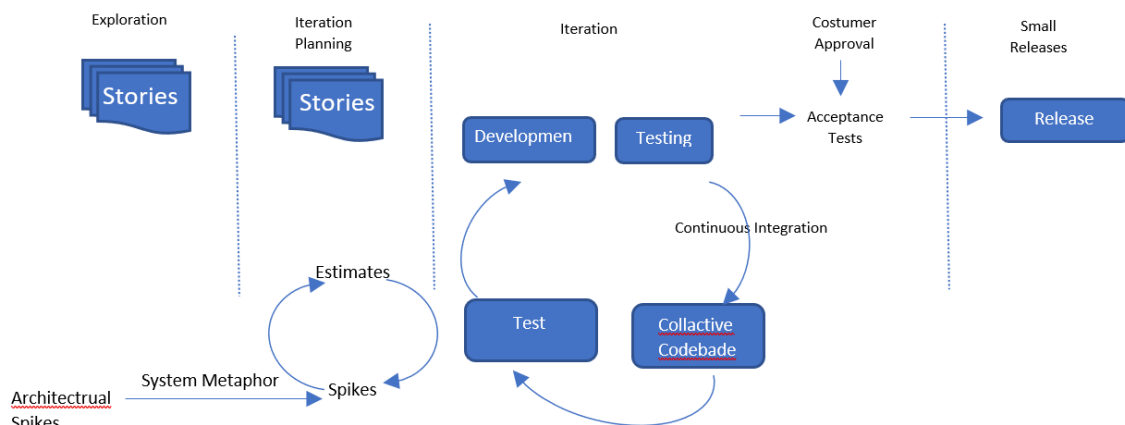 Exploration
Iteration
Planning
Iteration
Costumer
Approval
Small
Releases
Stories
Stories
Developmen
Testing
Acceptance
Tests
Release
Continuous Integration
Estimates
Test
Collactive
Codebade
System Metaphor
Spikes
Architectrual
Spikes